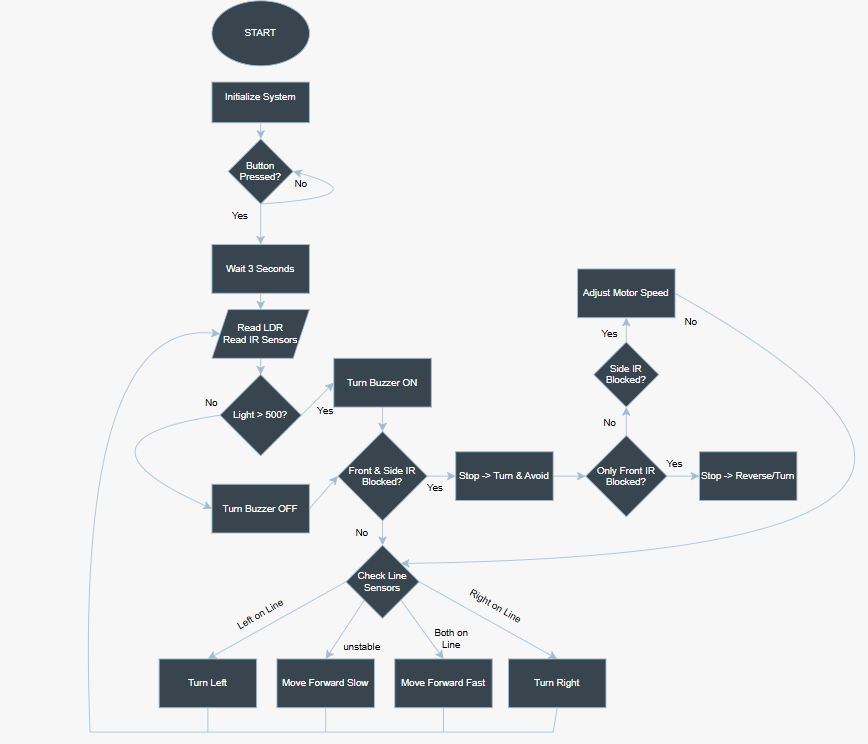 START
Initialize System
Button
Pressed?
No
Yes
Wait 3 Seconds
Adjust Motor Speed
No
Read LDR
Read IR Sensors
Yes
Side IR
Blocked?
Turn Buzzer ON
No
Light > 500?
Yes
No
Front & Side IR
Blocked?
Yes
Stop -> Turn & Avoid
Only Front IR
Blocked?
Yes
Stop -> Reverse/Turn
Turn Buzzer OFF
No
Check Line
Sensors
Left on Line
unstable
Both on
Line
Right on Line
Turn Left
Move Forward Slow
Move Forward Fast
Turn Right